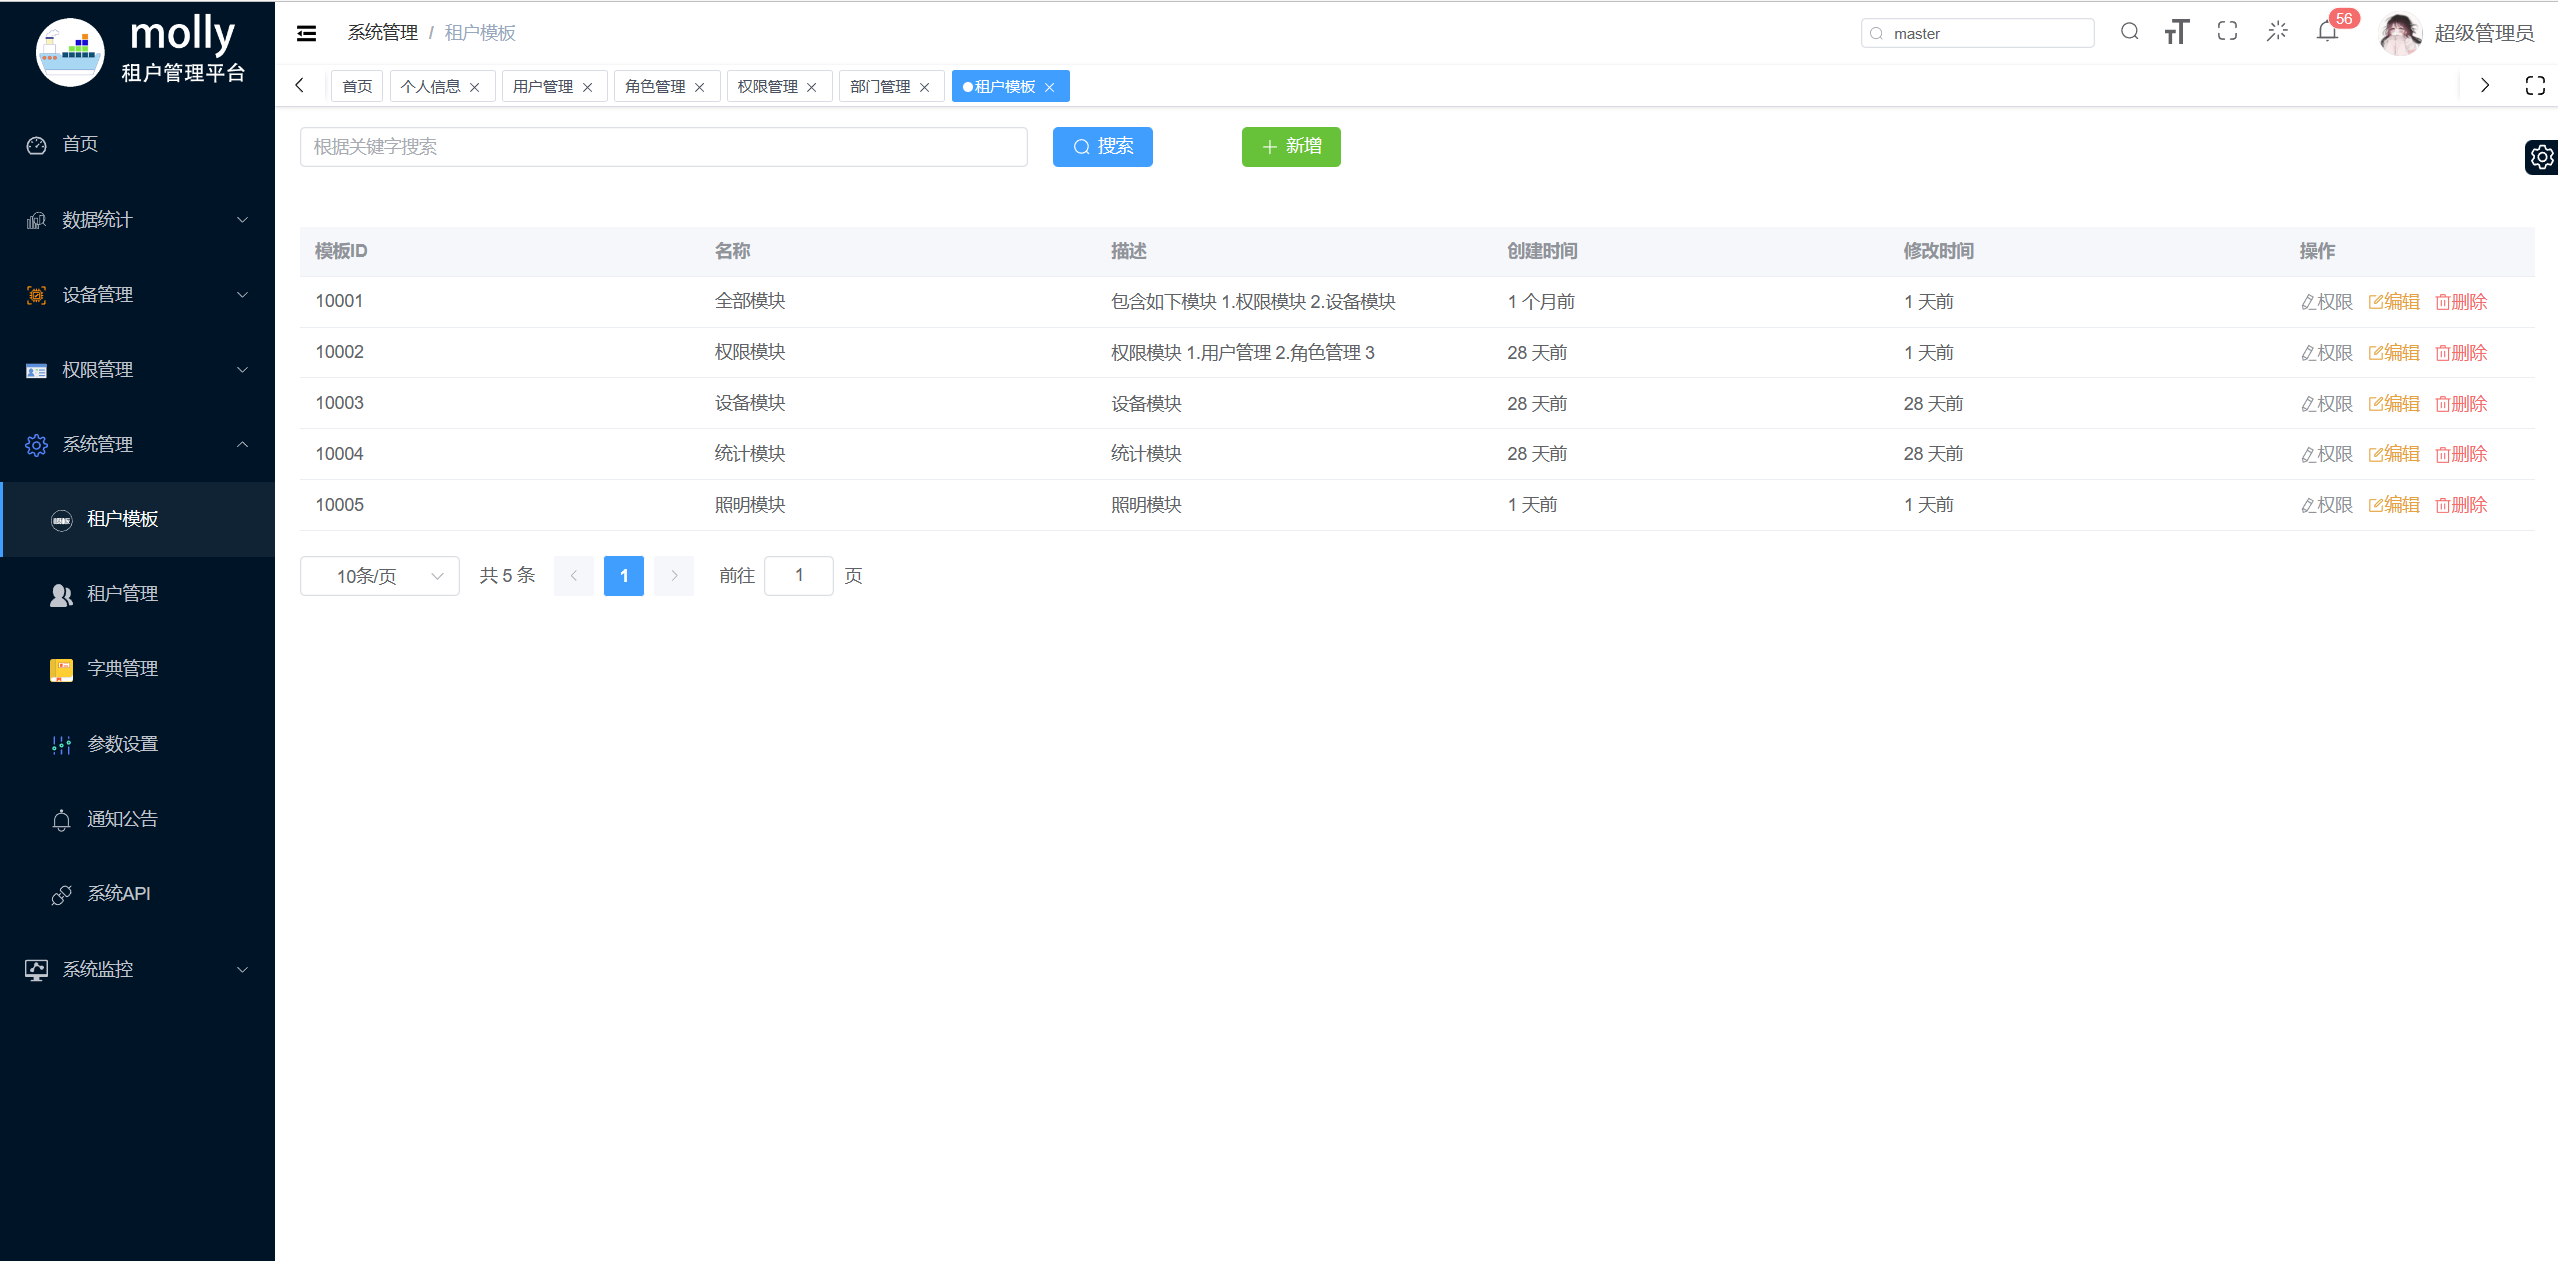 molly
租户管理平台
首页
数据统计
设备管理
权限管理
系统管理
租户模板
租户管理
字典管理
参数设置
通知公告
系统API
系统监控
系统管理 / 租户模板
master
56
超级管理员
首页 个人信息 用户管理 角色管理 权限管理 部门管理 租户模板
根据关键字搜索 搜索 新增
模板ID 名称 描述 创建时间 修改时间 操作
10001 全部模块 包含如下模块 1.权限模块 2.设备模块 1 个月前 1 天前 权限 编辑 删除
10002 权限模块 权限模块 1.用户管理 2.角色管理 3 28 天前 1 天前 权限 编辑 删除
10003 设备模块 设备模块 28 天前 28 天前 权限 编辑 删除
10004 统计模块 统计模块 28 天前 28 天前 权限 编辑 删除
10005 照明模块 照明模块 1 天前 1 天前 权限 编辑 删除
10条/页 共 5 条 1 前往 1 页